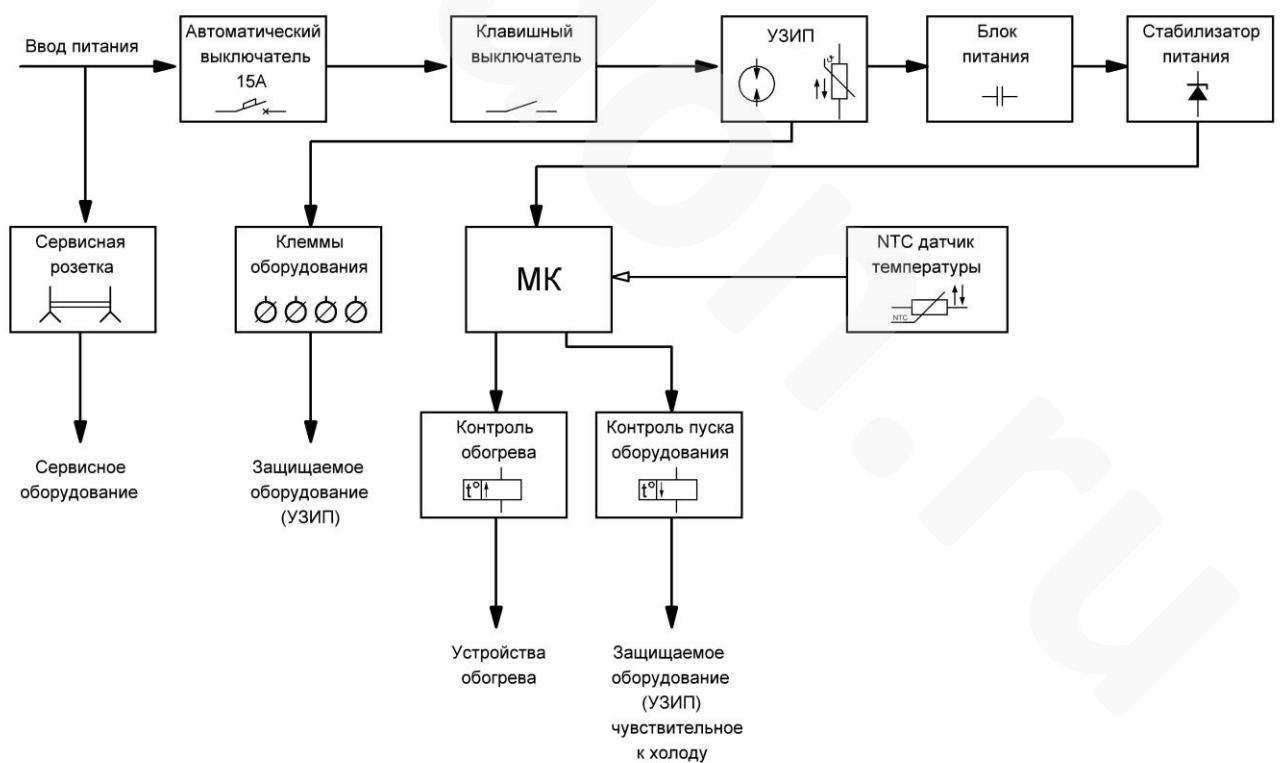 Ввод питания
Автоматический
выключатель
15А
Клавишный
выключатель
УЗИП
Блок
питания
Стабилизатор
питания
Сервисная
розетка
Клеммы
оборудования
МК
NTC датчик
температуры
NTC
Контроль
обогрева
t°
Контроль пуска
оборудования
t°
Сервисное
оборудование
Защищаемое
оборудование
(УЗИП)
Устройства
обогрева
Защищаемое
оборудование
(УЗИП)
чувствительное
к холоду